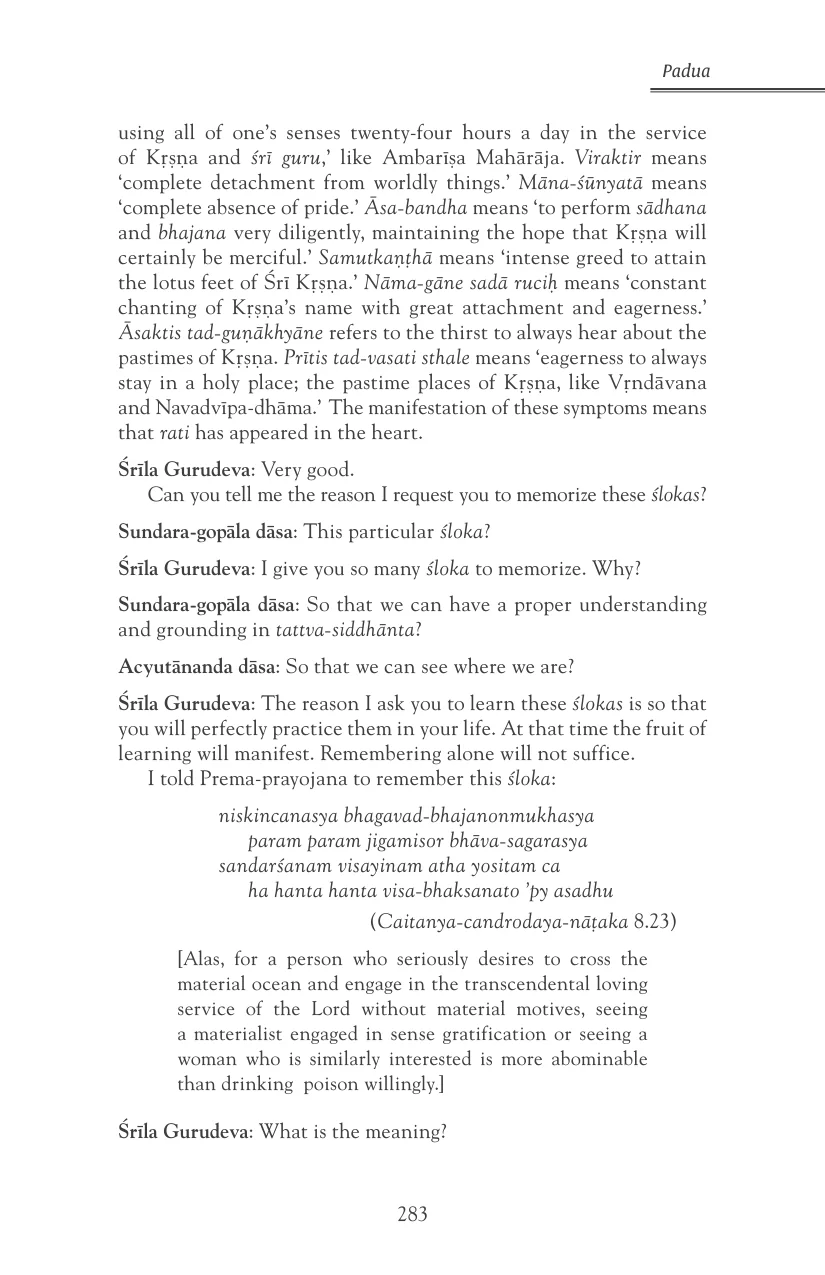 Padua
using all of one’s senses twenty-four hours a day in the service
of Kṛṣṇa and śrī guru,’ like Ambarīṣa Mahārāja. Viraktir means
‘complete detachment from worldly things.’ Māna-śūnyatā means
‘complete absence of pride.’ Āsa-bandha means ‘to perform sādhana
and bhajana very diligently, maintaining the hope that Kṛṣṇa will
certainly be merciful.’ Samutkaṇṭhā means ‘intense greed to attain
the lotus feet of Śrī Kṛṣṇa.’ Nāma-gāne sadā ruciḥ means ‘constant
chanting of Kṛṣṇa’s name with great attachment and eagerness.’
Āsaktis tad-guṇākhyāne refers to the thirst to always hear about the
pastimes of Kṛṣṇa. Prītis tad-vasati sthale means ‘eagerness to always
stay in a holy place; the pastime places of Kṛṣṇa, like Vṛndāvana
and Navadvīpa-dhāma.’ The manifestation of these symptoms means
that rati has appeared in the heart.
Śrīla Gurudeva: Very good.
Can you tell me the reason I request you to memorize these ślokas?
Sundara-gopāla dāsa: This particular śloka?
Śrīla Gurudeva: I give you so many śloka to memorize. Why?
Sundara-gopāla dāsa: So that we can have a proper understanding
and grounding in tattva-siddhānta?
Acyutānanda dāsa: So that we can see where we are?
Śrīla Gurudeva: The reason I ask you to learn these ślokas is so that
you will perfectly practice them in your life. At that time the fruit of
learning will manifest. Remembering alone will not suffice.
I told Prema-prayojana to remember this śloka:
niskincanasya bhagavad-bhajanonmukhasya
param param jigamisor bhāva-sagarasya
sandarśanam visayinam atha yositam ca
ha hanta hanta visa-bhaksanato ’py asadhu
(Caitanya-candrodaya-nāṭaka 8.23)
[Alas, for a person who seriously desires to cross the
material ocean and engage in the transcendental loving
service of the Lord without material motives, seeing
a materialist engaged in sense gratification or seeing a
woman who is similarly interested is more abominable
than drinking poison willingly.]
Śrīla Gurudeva: What is the meaning?
283